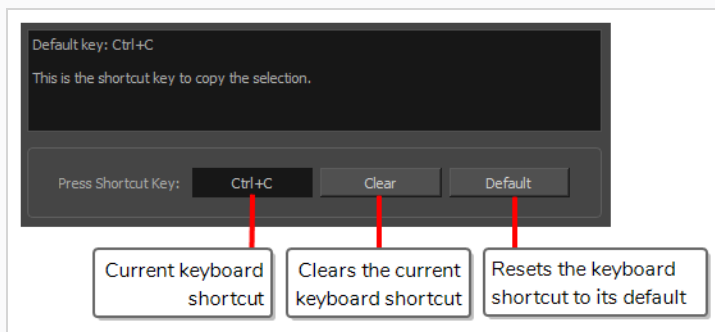 Default key: Ctrl+C
This is the shortcut key to copy the selection.
Press Shortcut Key: Ctrl+C Clear Default
Current keyboard
shortcut
Clears the current
keyboard shortcut
Resets the keyboard
shortcut to its default